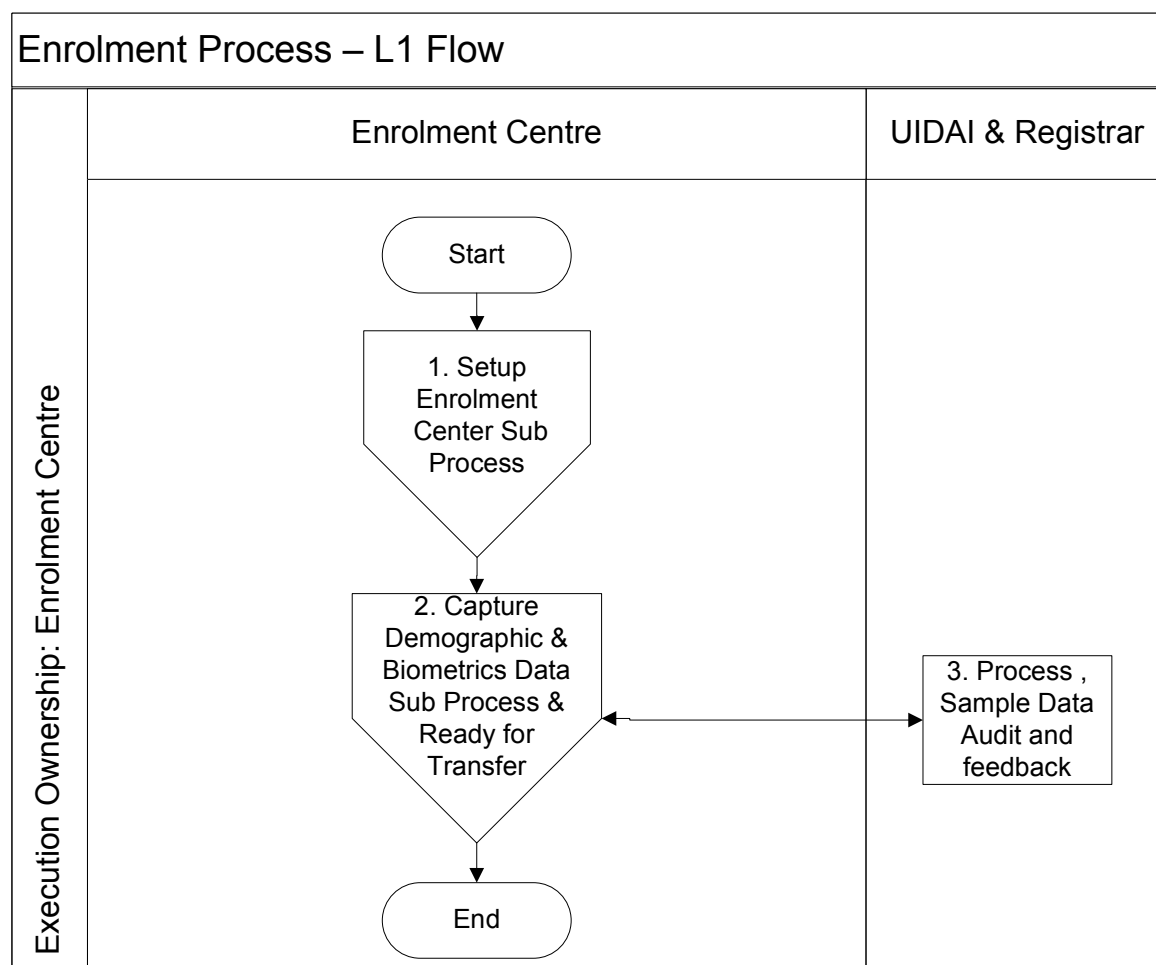 Enrolment Process – L1 Flow
Enrolment Centre
UIDAI & Registrar
Execution Ownership: Enrolment Centre
Start
1. Setup
Enrolment
Center Sub
Process
2. Capture
Demographic &
Biometrics Data
Sub Process &
Ready for
Transfer
3. Process ,
Sample Data
Audit and
feedback
End